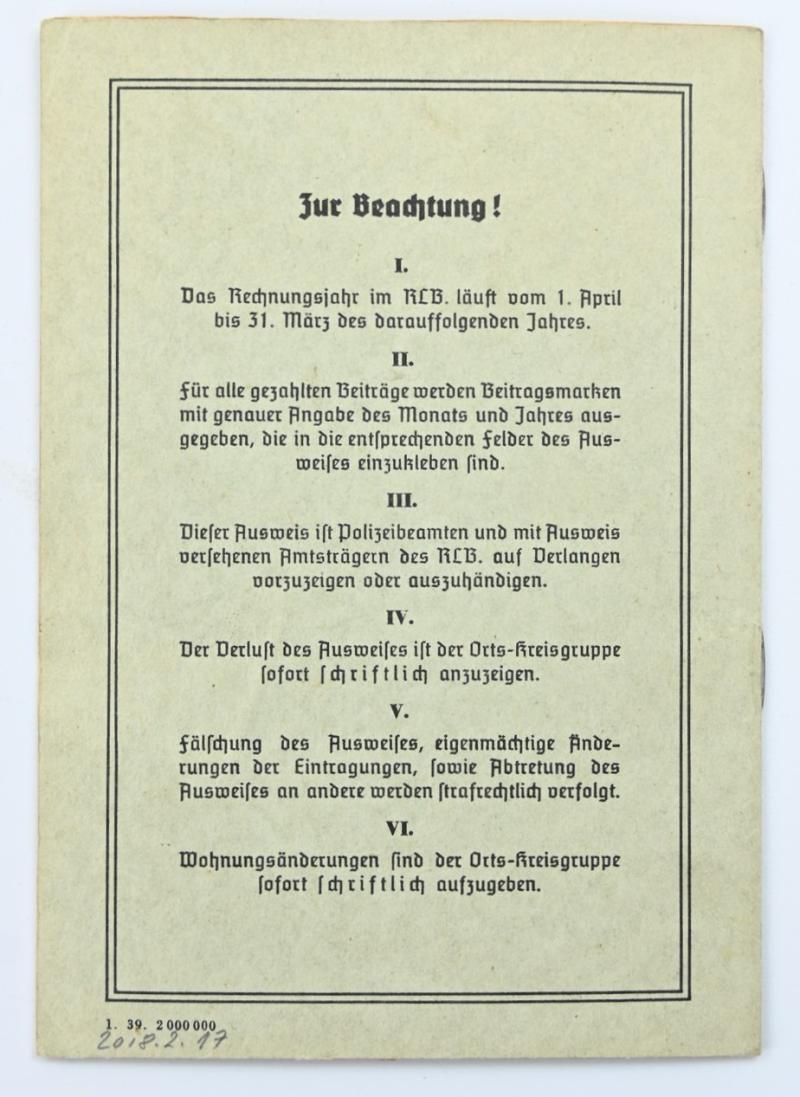 Zur Beachtung!
I.
Das Rechnungsjahr im RLB. läuft vom 1. April
bis 31. März des darauffolgenden Jahres.
II.
Für alle gezahlten Beiträge werden Beitragsmarken
mit genauer Angabe des Monats und Jahres aus-
gegeben, die in die entsprechenden Felder des Aus-
weises einzukleben sind.
III.
Dieser Ausweis ist Polizeibeamten und mit Ausweis
versehenen Amtsträgern des RLB. auf Verlangen
vorzuzeigen oder auszuhändigen.
IV.
Der Verlust des Ausweises ist der Orts-Kreisgruppe
sofort schriftlich anzuzeigen.
V.
Fälschung des Ausweises, eigenmächtige Ände-
rungen der Eintragungen, sowie Abtretung des
Ausweises an andere werden strafrechtlich verfolgt.
VI.
Wohnungsänderungen sind der Orts-Kreisgruppe
sofort schriftlich aufzugeben.
1. 39. 2000000
2018.2.17